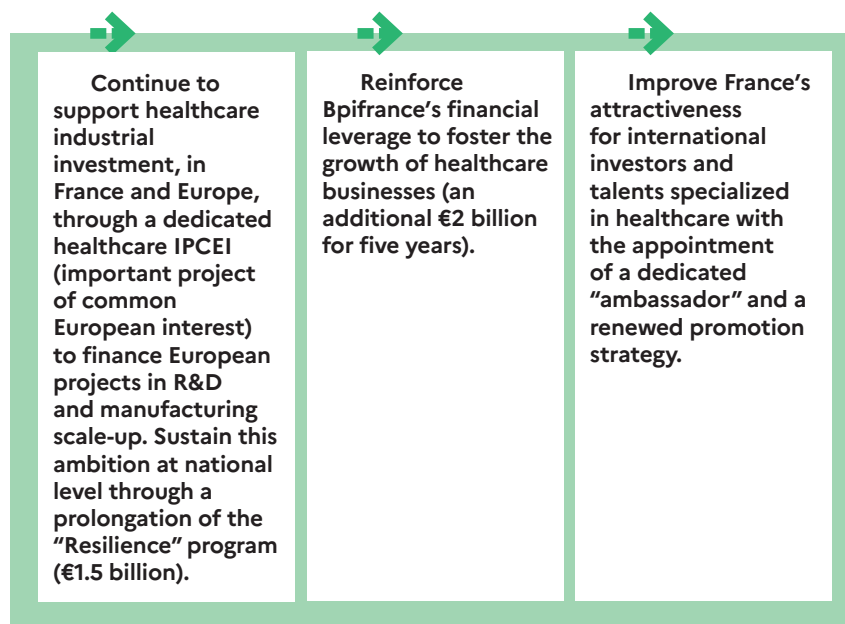 Continue to
support healthcare
industrial
investment, in
France and Europe,
through a dedicated
healthcare IPCEI
(important project
of common
European interest)
to finance European
projects in R&D
and manufacturing
scale-up. Sustain this
ambition at national
level through a
prolongation of the
“Resilience” program
(€1.5 billion).
Reinforce
Bpifrance’s financial
leverage to foster the
growth of healthcare
businesses (an
additional €2 billion
for five years).
Improve France’s
attractiveness
for international
investors and
talents specialized
in healthcare with
the appointment
of a dedicated
“ambassador” and a
renewed promotion
strategy.